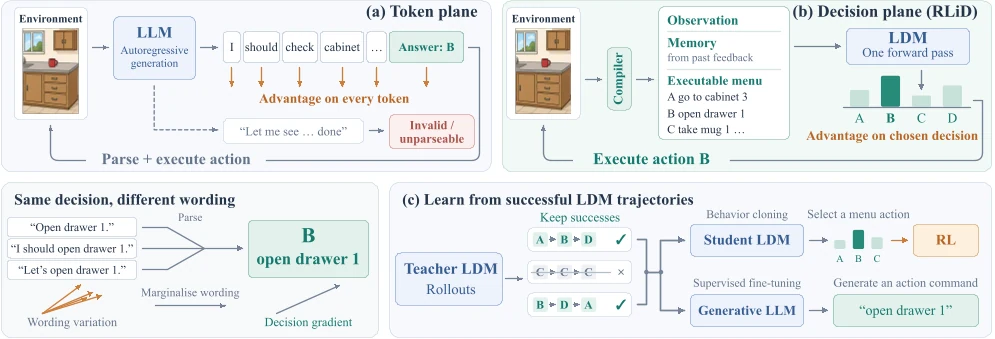 (a) Token plane
Environment
LLM
Autoregressive
generation
I should check cabinet ... Answer: B
Advantage on every token
"Let me see ... done"
Invalid /
unparseable
Parse + execute action
(b) Decision plane (RLiD)
Environment
Compiler
Observation
Memory
from past feedback
Executable menu
A go to cabinet 3
B open drawer 1
C take mug 1 ...
LDM
One forward pass
A B C D
Advantage on chosen decision
Execute action B
Same decision, different wording
"Open drawer 1."
"I should open drawer 1."
"Let's open drawer 1."
Parse
B
open drawer 1
Marginalise wording
Wording variation
Decision gradient
(c) Learn from successful LDM trajectories
Teacher LDM
Rollouts
Keep successes
A B D ✓
C C C ×
B D A ✓
Behavior cloning
Student LDM
Select a menu action
A B C
RL
Supervised fine-tuning
Generative LLM
Generate an action command
"open drawer 1"